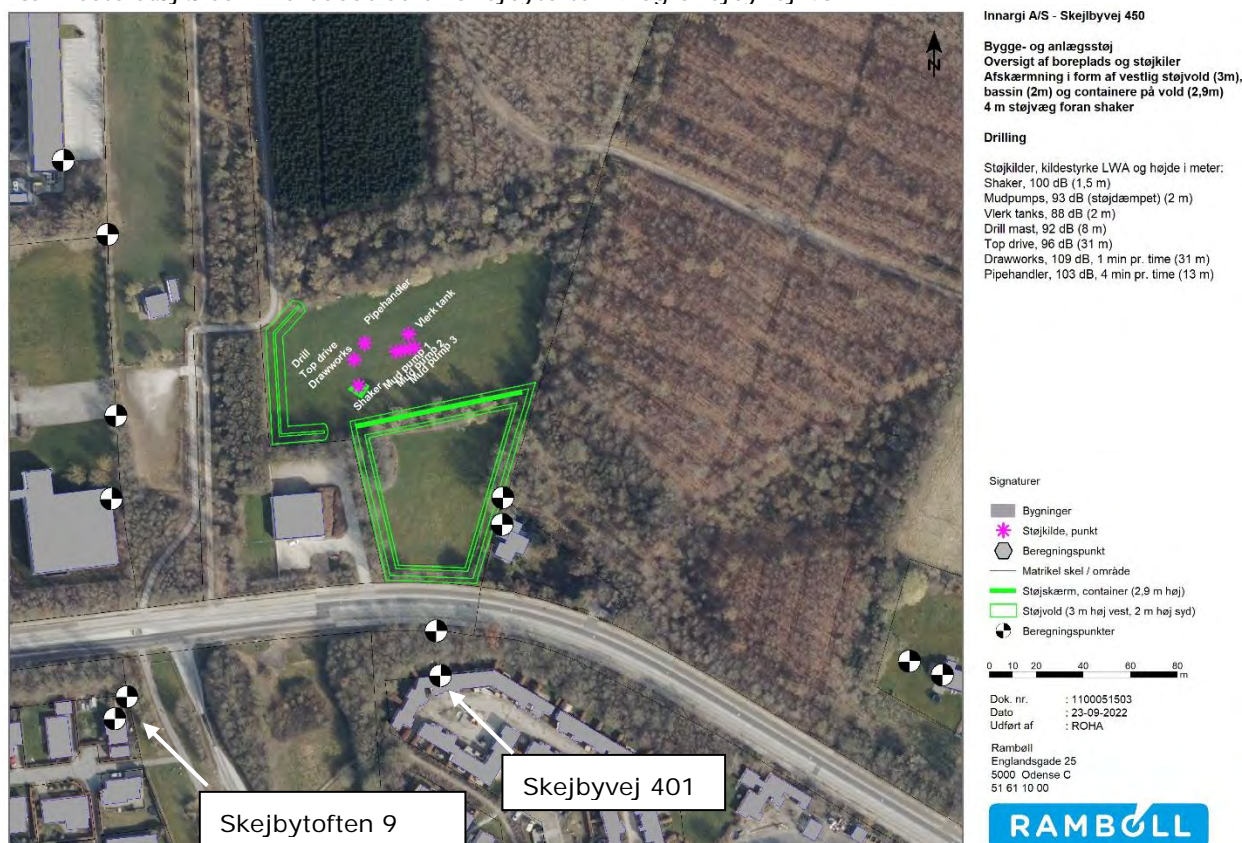 Innargi A/S - Skejlbyvej 450
Bygge- og anlægsstøj
Oversigt af boreplads og støjkiler
Afskærmning i form af vestlig støjvold (3m),
bassin (2m) og containere på vold (2,9m)
4 m støjvæg foran shaker
Drilling
Støjkilder, kildestyrke LWA og højde i meter:
Shaker, 100 dB (1,5 m)
Mudpumps, 93 dB (støjdæmpet) (2 m)
Vlerk tanks, 88 dB (2 m)
Drill mast, 92 dB (8 m)
Top drive, 96 dB (31 m)
Drawworks, 109 dB, 1 min pr. time (31 m)
Pipehandler, 103 dB, 4 min pr. time (13 m)
N
Pipehandler
Vlerk tank
Drill
Top drive
Drawworks
Mud pump 1
Mud pump 2
Mud pump 3
Shaker
Skejbyvej 401
Skejbytoften 9
Signaturer
Bygninger
Støjkilde, punkt
Beregningspunkt
Matrikel skel / område
Støjskærm, container (2,9 m høj)
Støjvold (3 m høj vest, 2 m høj syd)
Beregningspunkter
0 10 20 40 60 80
m
Dok. nr. : 1100051503
Dato : 23-09-2022
Udført af : ROHA
Rambøll
Englandsgade 25
5000 Odense C
51 61 10 00
RAMBOLL